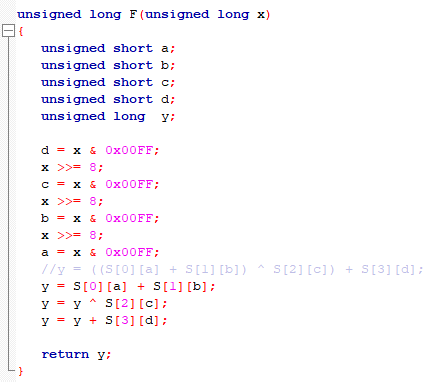 unsigned long F(unsigned long x)
{
unsigned short a;
unsigned short b;
unsigned short c;
unsigned short d;
unsigned long  y;
d = x & 0x00FF;
x >>= 8;
c = x & 0x00FF;
x >>= 8;
b = x & 0x00FF;
x >>= 8;
a = x & 0x00FF;
//y = ((S[0][a] + S[1][b]) ^ S[2][c]) + S[3][d];
y = S[0][a] + S[1][b];
y = y ^ S[2][c];
y = y + S[3][d];
return y;
}